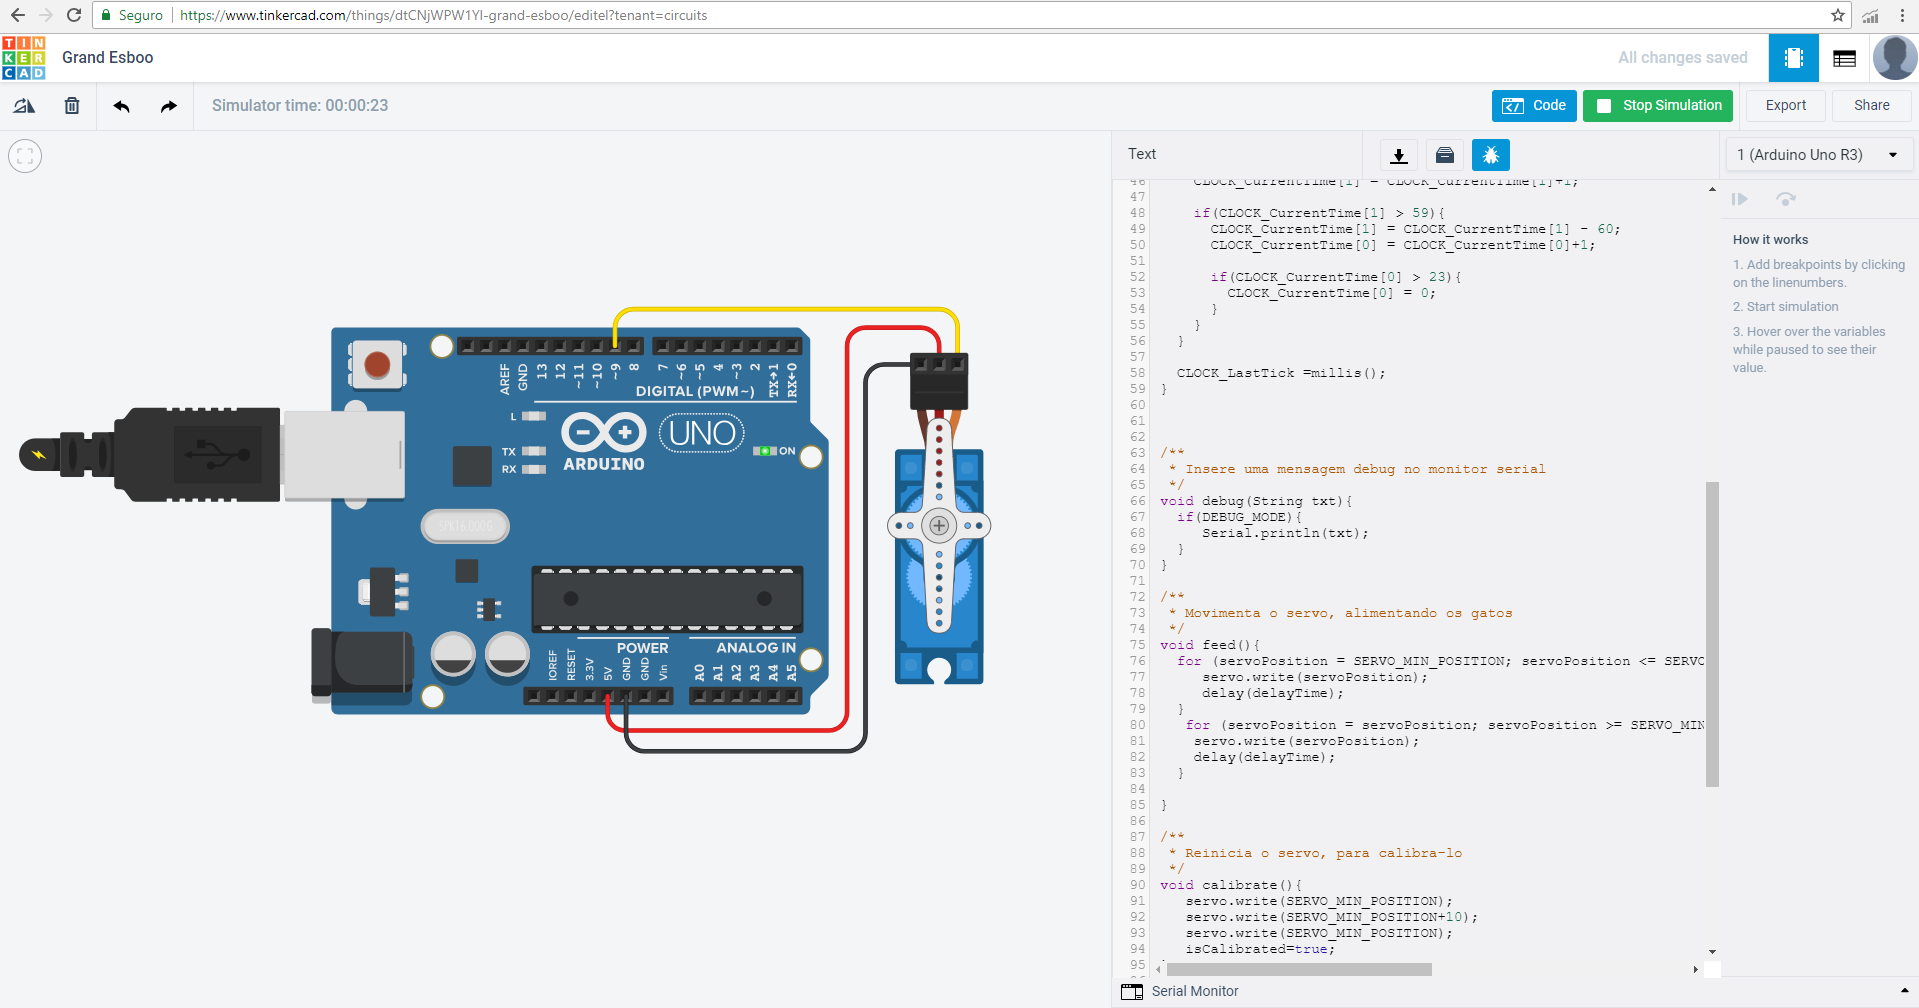 Seguro
https://www.tinkercad.com/things/dtCNjWPW1YI-grand-esboo/editel?tenant=circuits
TIN
KER
CAD
Grand Esboo
All changes saved
Simulator time: 00:00:23
Code
Stop Simulation
Export
Share
Text
1 (Arduino Uno R3)
46 CLOCK_CurrentTime[1] = CLOCK_CurrentTime[1]+1;
47
48 if(CLOCK_CurrentTime[1] > 59){
49 CLOCK_CurrentTime[1] = CLOCK_CurrentTime[1] - 60;
50 CLOCK_CurrentTime[0] = CLOCK_CurrentTime[0]+1;
51
52 if(CLOCK_CurrentTime[0] > 23){
53 CLOCK_CurrentTime[0] = 0;
54 }
55 }
56 }
57
58 CLOCK_LastTick =millis();
59 }
60
61
62
63 /**
64 * Insere uma mensagem debug no monitor serial
65 */
66 void debug(String txt){
67 if(DEBUG_MODE){
68 Serial.println(txt);
69 }
70 }
71
72 /**
73 * Movimenta o servo, alimentando os gatos
74 */
75 void feed(){
76 for (servoPosition = SERVO_MIN_POSITION; servoPosition <= SERVO
77 servo.write(servoPosition);
78 delay(delayTime);
79 }
80 for (servoPosition = servoPosition; servoPosition >= SERVO_MIN
81 servo.write(servoPosition);
82 delay(delayTime);
83 }
84
85 }
86
87 /**
88 * Reinicia o servo, para calibra-lo
89 */
90 void calibrate(){
91 servo.write(SERVO_MIN_POSITION);
92 servo.write(SERVO_MIN_POSITION+10);
93 servo.write(SERVO_MIN_POSITION);
94 isCalibrated=true;
95
How it works
1. Add breakpoints by clicking
on the linenumbers.
2. Start simulation
3. Hover over the variables
while paused to see their
value.
Serial Monitor
AREF
GND
13
12
~11
~10
~9
8
7
~6
~5
4
~3
2
TX→1
RX←0
DIGITAL (PWM~)
L
TX
RX
ARDUINO
UNO
ON
SPK16.000G
POWER
ANALOG IN
IOREF
RESET
3.3V
5V
GND
GND
Vin
A0
A1
A2
A3
A4
A5